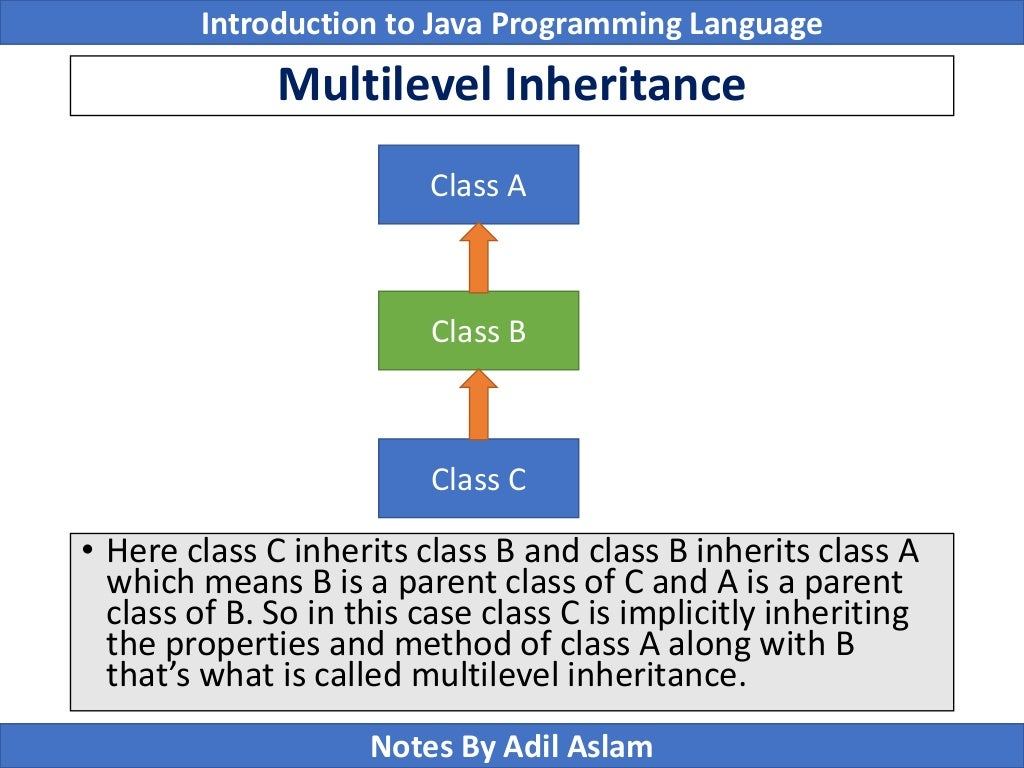 Introduction to Java Programming Language
Multilevel Inheritance
Class A
Class B
Class C
• Here class C inherits class B and class B inherits class A
which means B is a parent class of C and A is a parent
class of B. So in this case class C is implicitly inheriting
the properties and method of class A along with B
that’s what is called multilevel inheritance.
Notes By Adil Aslam